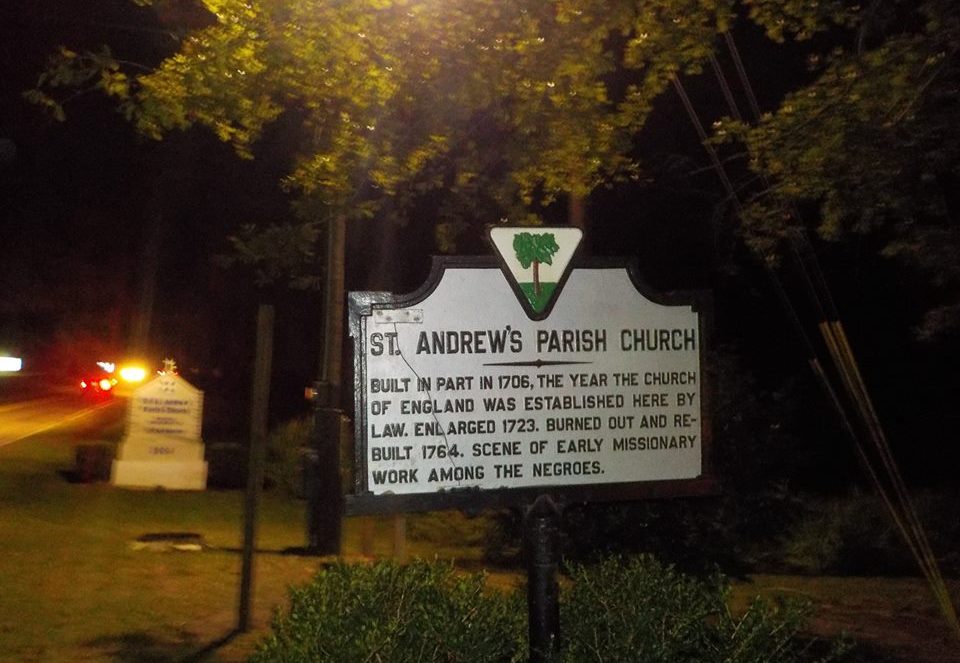 ST. ANDREW'S PARISH CHURCH
BUILT IN PART IN 1706, THE YEAR THE CHURCH
OF ENGLAND WAS ESTABLISHED HERE BY
LAW. ENLARGED 1723. BURNED OUT AND RE-
BUILT 1764. SCENE OF EARLY MISSIONARY
WORK AMONG THE NEGROES.